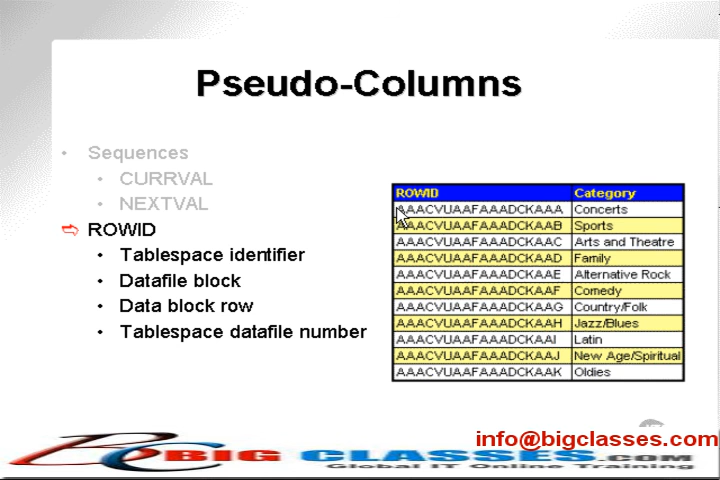 Pseudo-Columns
• Sequences
• CURRVAL
• NEXTVAL
ROWID
• Tablespace identifier
• Datafile block
• Data block row
• Tablespace datafile number
ROWID Category
AAACVUAAFAAADCKAAA Concerts
AAACVUAAFAAADCKAAB Sports
AAACVUAAFAAADCKAAC Arts and Theatre
AAACVUAAFAAADCKAAD Family
AAACVUAAFAAADCKAAE Alternative Rock
AAACVUAAFAAADCKAAF Comedy
AAACVUAAFAAADCKAAG Country/Folk
AAACVUAAFAAADCKAAH Jazz/Blues
AAACVUAAFAAADCKAAI Latin
AAACVUAAFAAADCKAAJ New Age/Spiritual
AAACVUAAFAAADCKAAK Oldies
info@bigclasses.com
BIG CLASSES.COM
Global IT Online Training